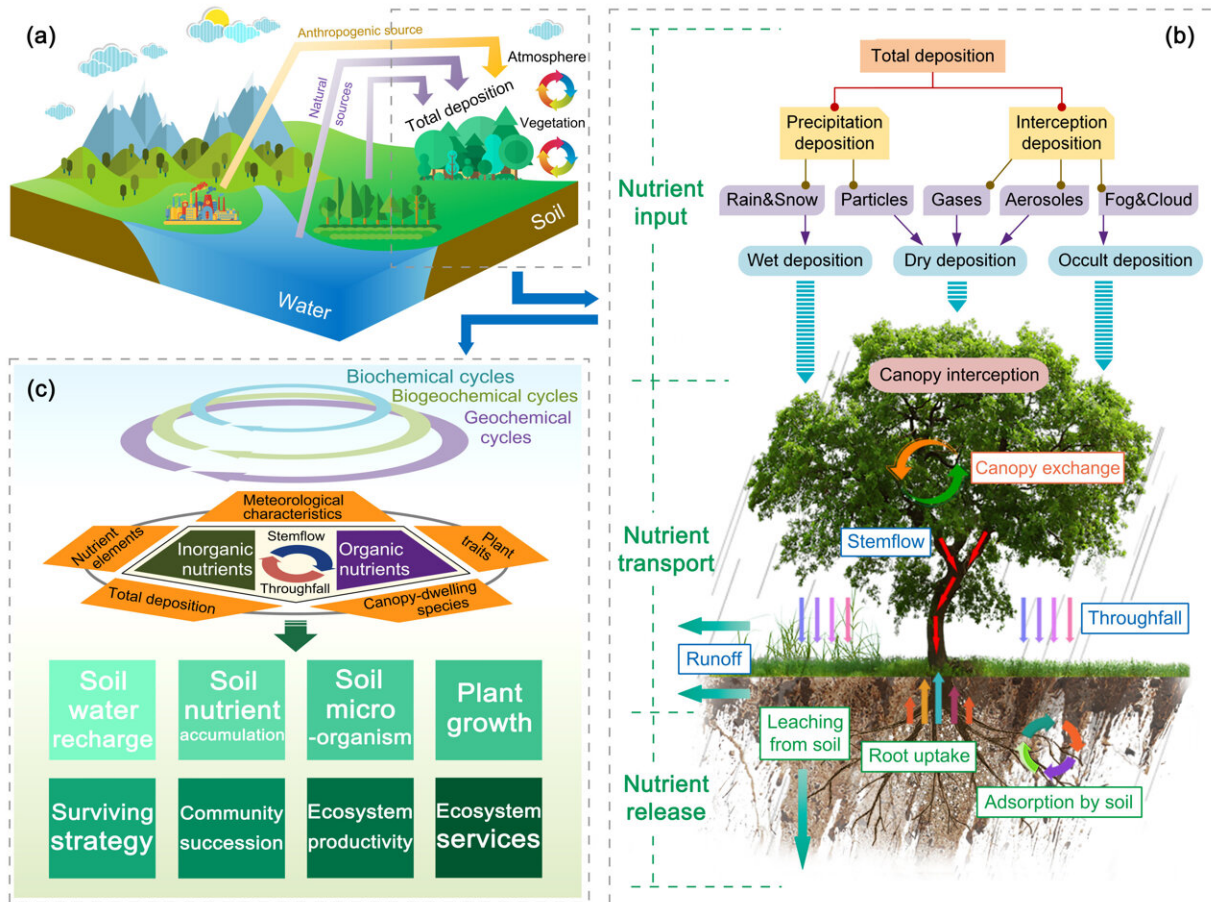 (a)
Anthropogenic source
Natural
sources
Total deposition
Atmosphere
Vegetation
Soil
Water
(b)
Total deposition
Precipitation
deposition
Interception
deposition
Rain&Snow
Particles
Gases
Aerosoles
Fog&Cloud
Wet deposition
Dry deposition
Occult deposition
Nutrient
input
Canopy interception
Canopy exchange
Nutrient
transport
Stemflow
Throughfall
Runoff
Leaching
from soil
Root uptake
Nutrient
release
Adsorption by soil
(c)
Biochemical cycles
Biogeochemical cycles
Geochemical
cycles
Meteorological
characteristics
Nutrient
elements
Plant
traits
Inorganic
nutrients
Stemflow
Throughfall
Organic
nutrients
Total deposition
Canopy-dwelling
species
Soil
water
recharge
Soil
nutrient
accumulation
Soil
micro
-organism
Plant
growth
Surviving
strategy
Community
succession
Ecosystem
productivity
Ecosystem
services